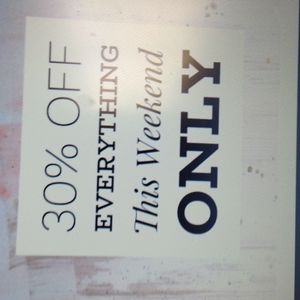 30% OFF
EVERYTHING
This Weekend
ONLY